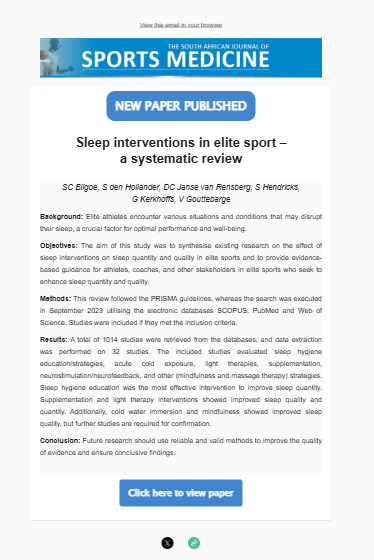 View this email in your browser
THE SOUTH AFRICAN JOURNAL OF
SPORTS MEDICINE
NEW PAPER PUBLISHED
Sleep interventions in elite sport –
a systematic review
SC Bilgoe, S den Hollander, DC Janse van Rensberg, S Hendricks,
G Kerkhoffs, V Gouttebarge
Background: Elite athletes encounter various situations and conditions that may disrupt
their sleep, a crucial factor for optimal performance and well-being.
Objectives: The aim of this study was to synthesise existing research on the effect of
sleep interventions on sleep quantity and quality in elite sports and to provide evidence-
based guidance for athletes, coaches, and other stakeholders in elite sports who seek to
enhance sleep quantity and quality.
Methods: This review followed the PRISMA guidelines, whereas the search was executed
in September 2023 utilising the electronic databases SCOPUS, PubMed and Web of
Science. Studies were included if they met the inclusion criteria.
Results: A total of 1014 studies were retrieved from the databases, and data extraction
was performed on 32 studies. The included studies evaluated sleep hygiene
education/strategies, acute cold exposure, light therapies, supplementation,
neurostimulation/neurofeedback, and other (mindfulness and massage therapy) strategies.
Sleep hygiene education was the most effective intervention to improve sleep quantity.
Supplementation and light therapy interventions showed improved sleep quality and
quantity. Additionally, cold water immersion and mindfulness showed improved sleep
quality, but further studies are required for confirmation.
Conclusion: Future research should use reliable and valid methods to improve the quality
of evidence and ensure conclusive findings.
Click here to view paper